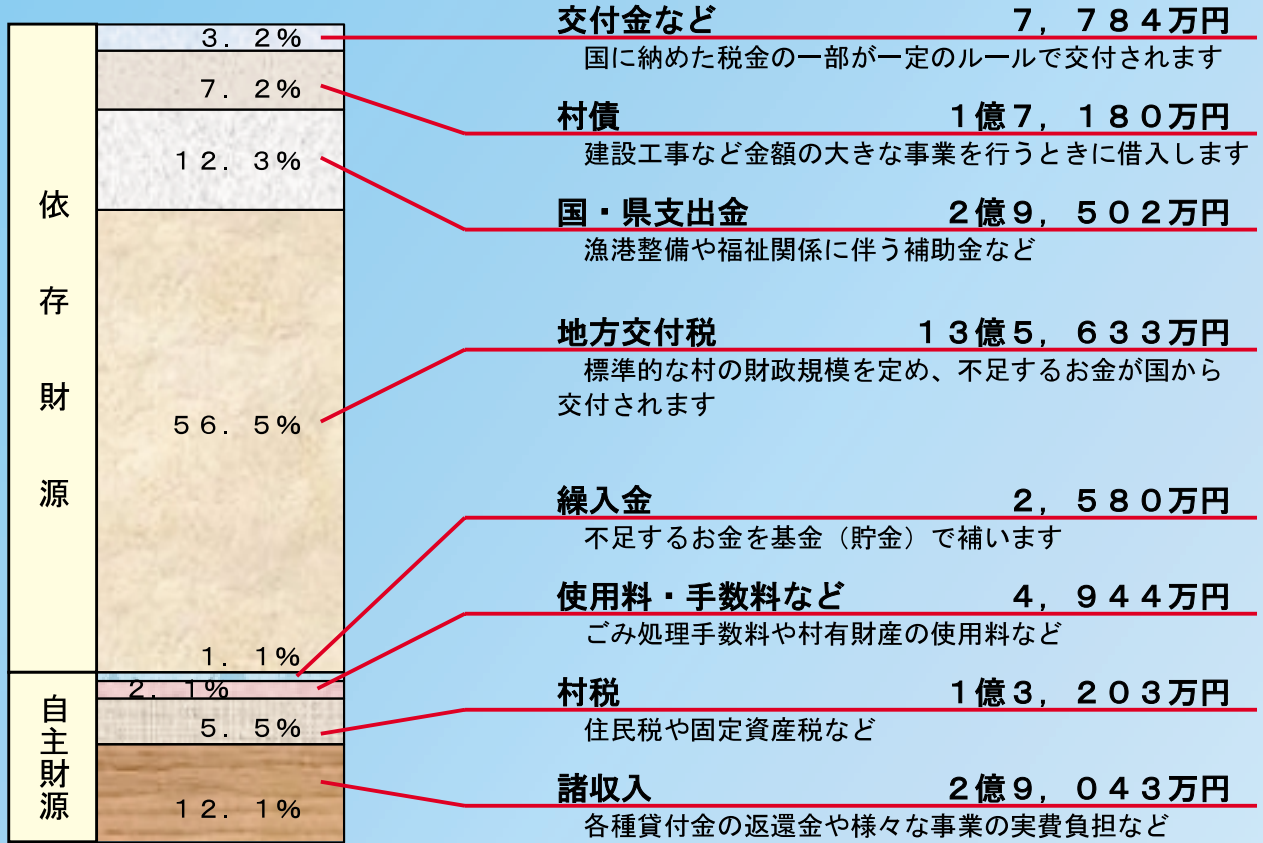 依存財源
3.2%
7.2%
12.3%
56.5%
1.1%
自主財源
2.1%
5.5%
12.1%
交付金など 7,784万円
国に納めた税金の一部が一定のルールで交付されます
村債 1億7,180万円
建設工事など金額の大きな事業を行うときに借入します
国・県支出金 2億9,502万円
漁港整備や福祉関係に伴う補助金など
地方交付税 13億5,633万円
標準的な村の財政規模を定め、不足するお金が国から
交付されます
繰入金 2,580万円
不足するお金を基金（貯金）で補います
使用料・手数料など 4,944万円
ごみ処理手数料や村有財産の使用料など
村税 1億3,203万円
住民税や固定資産税など
諸収入 2億9,043万円
各種貸付金の返還金や様々な事業の実費負担など